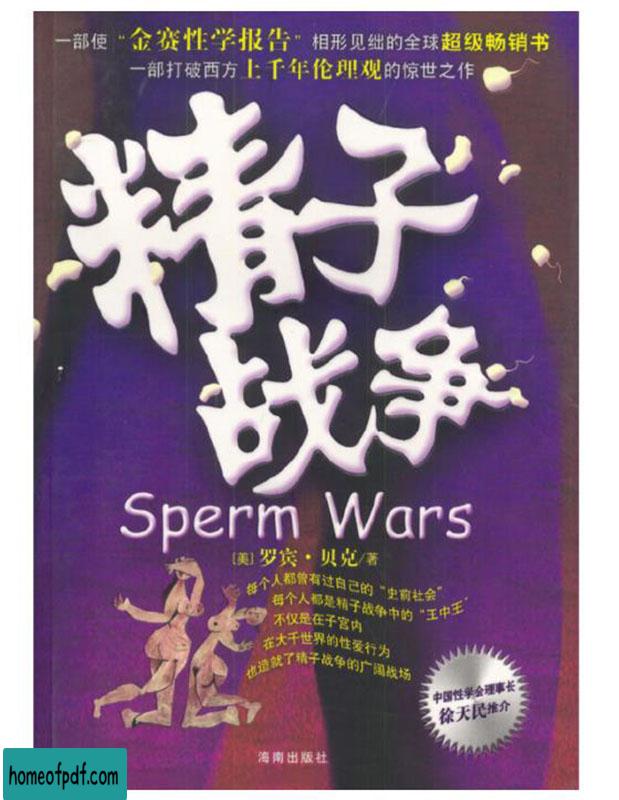 一部使“金赛性学报告”相形见绌的全球超级畅销书
一部打破西方上千年伦理观的惊世之作
精子
战争
Sperm Wars
[美]罗宾·贝克/著
每个人都曾有过自己的“史前社会”
每个人都是精子战争中的“王中王”
不仅是在子宫内
在大千世界的性爱行为
也造就了精子战争的广阔战场
中国性学会理事长
徐天民推介
海南出版社
homeofpdf.com